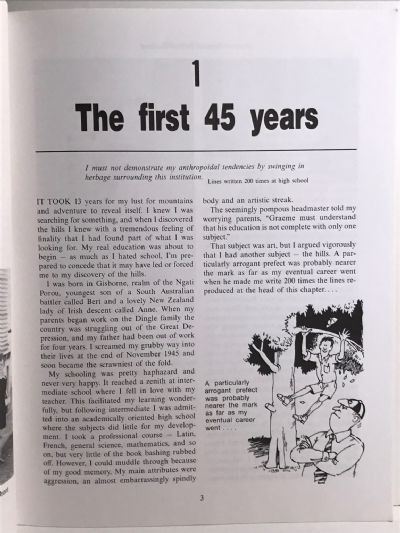 1
The first 45 years
I must not demonstrate my anthropoidal tendencies by swinging in
herbage surrounding this institution. Lines written 200 times at high school
IT TOOK 13 years for my lust for mountains
and adventure to reveal itself. I knew I was
searching for something, and when I discovered
the hills I knew with a tremendous feeling of
finality that I had found part of what I was
looking for. My real education was about to
begin — as much as I hated school, I'm pre-
pared to concede that it may have led or forced
me to my discovery of the hills.
I was born in Gisborne, realm of the Ngati
Porou, youngest son of a South Australian
battler called Bert and a lovely New Zealand
lady of Irish descent called Anne. When my
parents began work on the Dingle family the
country was struggling out of the Great De-
pression, and my father had been out of work
for four years. I screamed my grubby way into
their lives at the end of November 1945 and
soon became the scrawniest of the fold.
My schooling was pretty haphazard and
never very happy. It reached a zenith at inter-
mediate school where I fell in love with my
teacher. This facilitated my learning wonder-
fully, but following intermediate I was admit-
ted into an academically oriented high school
where the subjects did little for my develop-
ment. I took a professional course — Latin,
French, general science, mathematics, and so
on, but very little of the book bashing rubbed
off. However, I could muddle through because
of my good memory. My main attributes were
aggression, an almost embarrassingly spindly
body and an artistic streak.
The seemingly pompous headmaster told my
worrying parents, "Graeme must understand
that his education is not complete with only one
subject."
That subject was art, but I argued vigorously
that I had another subject — the hills. A par-
ticularly arrogant prefect was probably nearer
the mark as far as my eventual career went
when he made me write 200 times the lines re-
produced at the head of this chapter. . . .
A particularly
arrogant prefect
was probably
nearer the mark
as far as my
eventual career
went . . . .
3